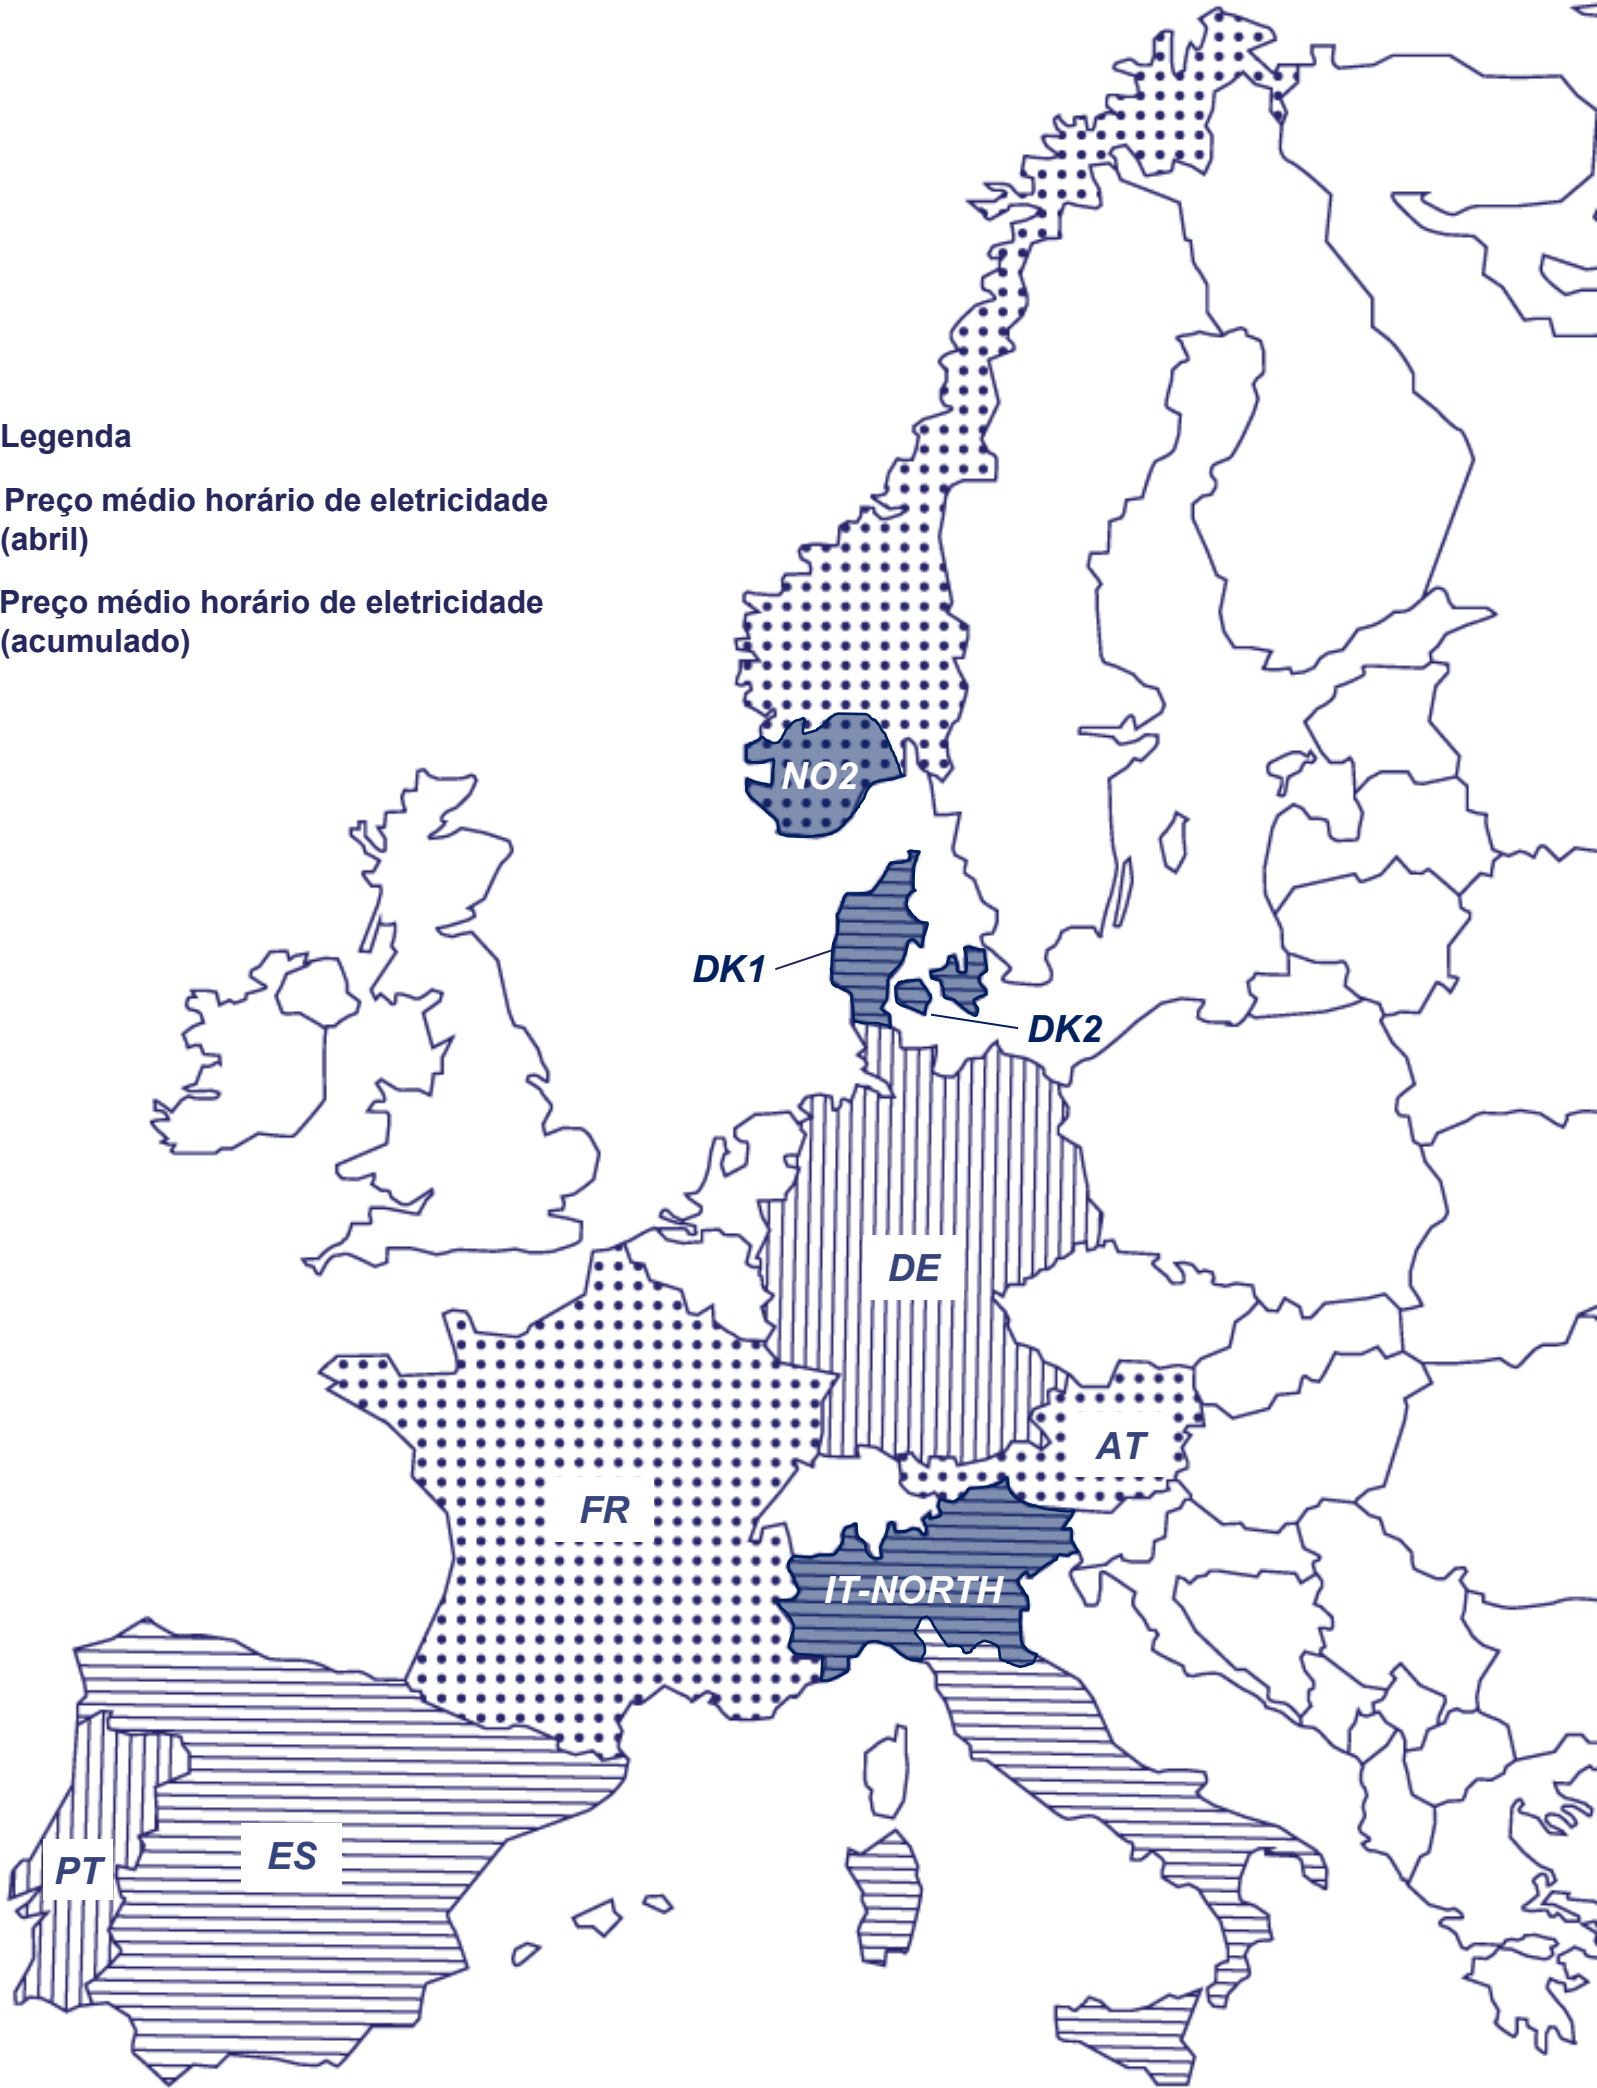 Legenda
Preço médio horário de eletricidade
(abril)
Preço médio horário de eletricidade
(acumulado)
NO2
DK1
DK2
DE
AT
FR
IT-NORTH
ES
PT